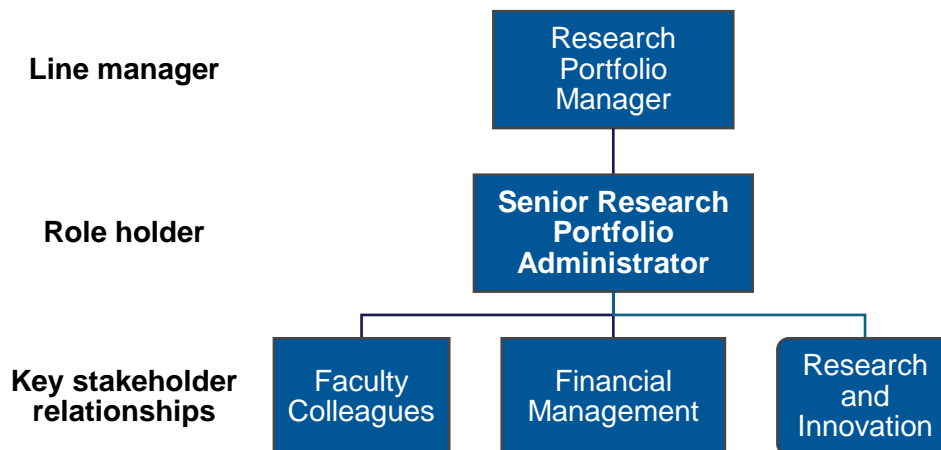 Line manager
Research
Portfolio
Manager
Role holder
Senior Research
Portfolio
Administrator
Key stakeholder
relationships
Faculty
Colleagues
Financial
Management
Research
and
Innovation